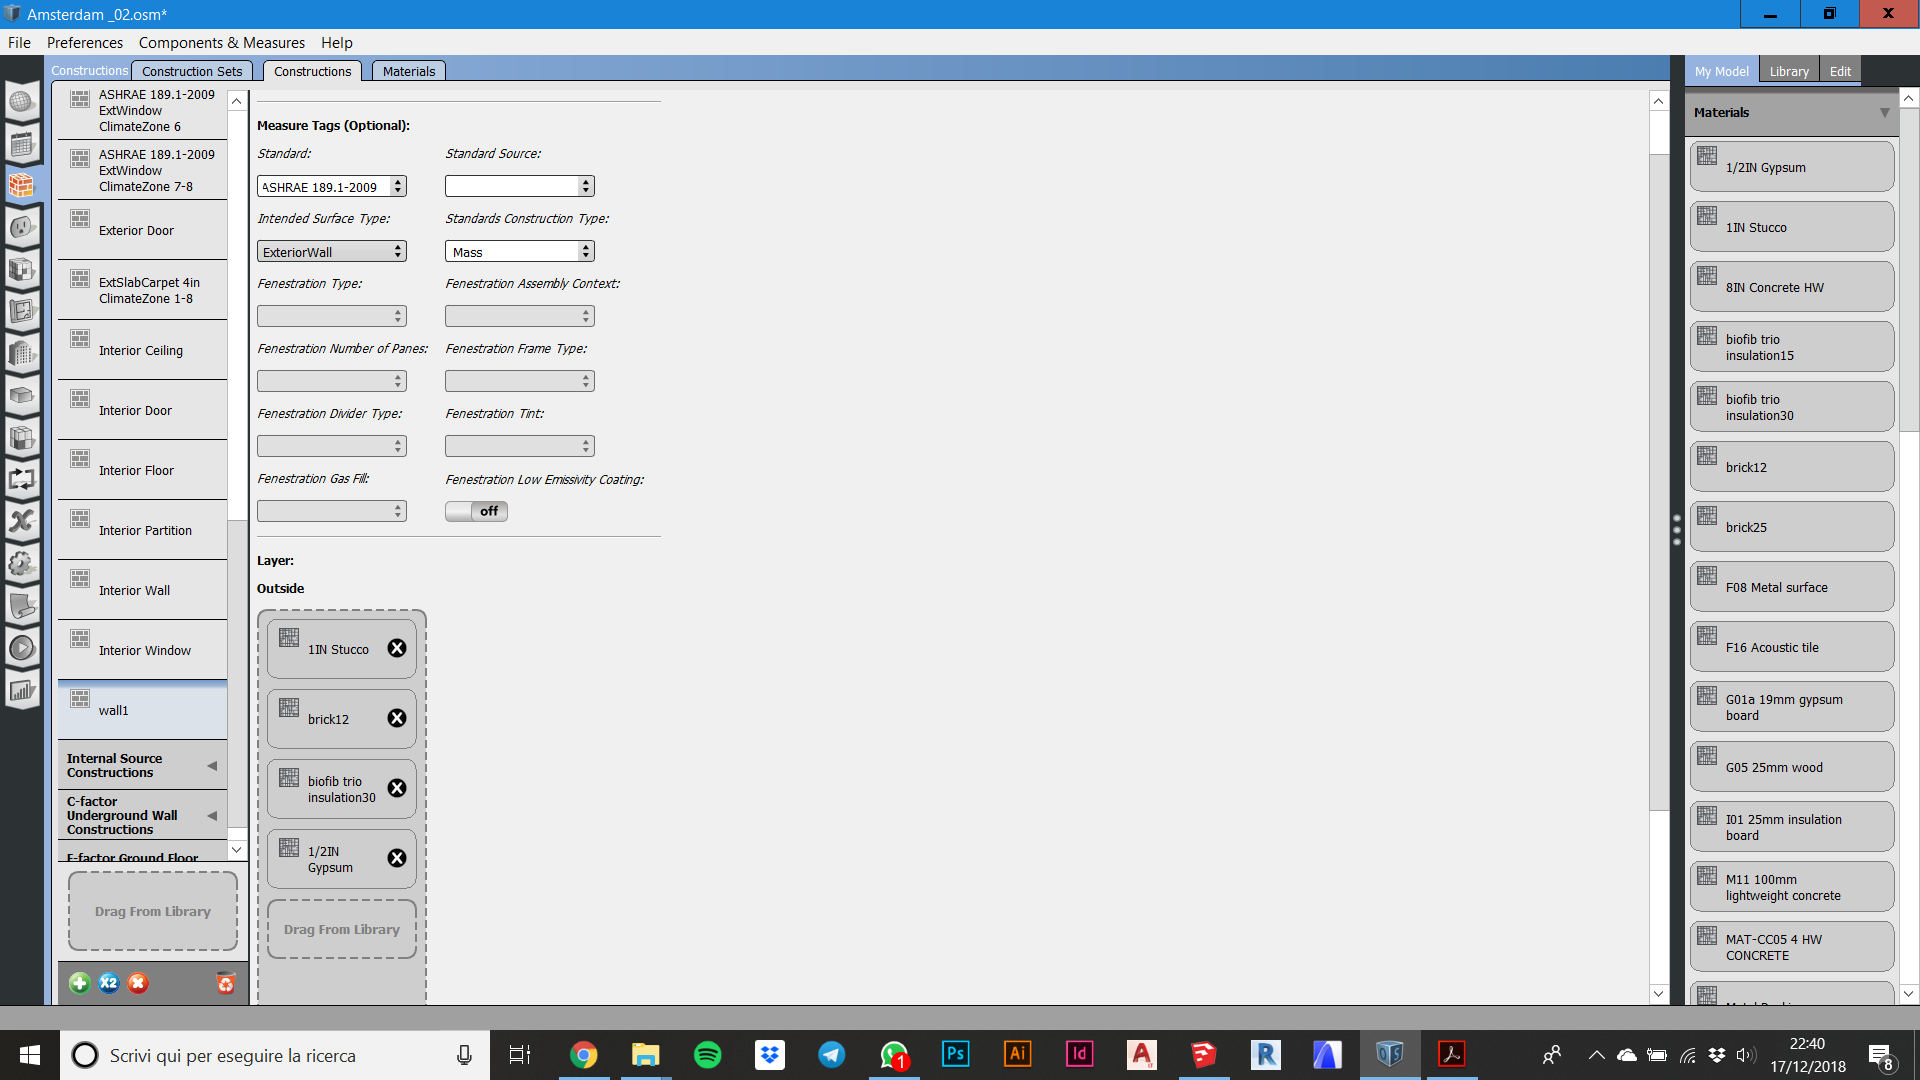 Amsterdam _02.osm*
File Preferences Components & Measures Help
Constructions Construction Sets Constructions Materials
My Model Library Edit
ASHRAE 189.1-2009
ExtWindow
ClimateZone 6
ASHRAE 189.1-2009
ExtWindow
ClimateZone 7-8
Exterior Door
ExtSlabCarpet 4in
ClimateZone 1-8
Interior Ceiling
Interior Door
Interior Floor
Interior Partition
Interior Wall
Interior Window
wall1
Internal Source
Constructions
C-factor
Underground Wall
Constructions
F-factor Ground Floor
Drag From Library
X2
Measure Tags (Optional):
Standard: Standard Source:
ASHRAE 189.1-2009
Intended Surface Type: Standards Construction Type:
ExteriorWall Mass
Fenestration Type: Fenestration Assembly Context:
Fenestration Number of Panes: Fenestration Frame Type:
Fenestration Divider Type: Fenestration Tint:
Fenestration Gas Fill: Fenestration Low Emissivity Coating:
off
Layer:
Outside
1IN Stucco
brick12
biofib trio
insulation30
1/2IN
Gypsum
Drag From Library
Materials
1/2IN Gypsum
1IN Stucco
8IN Concrete HW
biofib trio
insulation15
biofib trio
insulation30
brick12
brick25
F08 Metal surface
F16 Acoustic tile
G01a 19mm gypsum
board
G05 25mm wood
I01 25mm insulation
board
M11 100mm
lightweight concrete
MAT-CC05 4 HW
CONCRETE
Scrivi qui per eseguire la ricerca
1
Ps
Ai
Id
A
R
22:40
17/12/2018
8